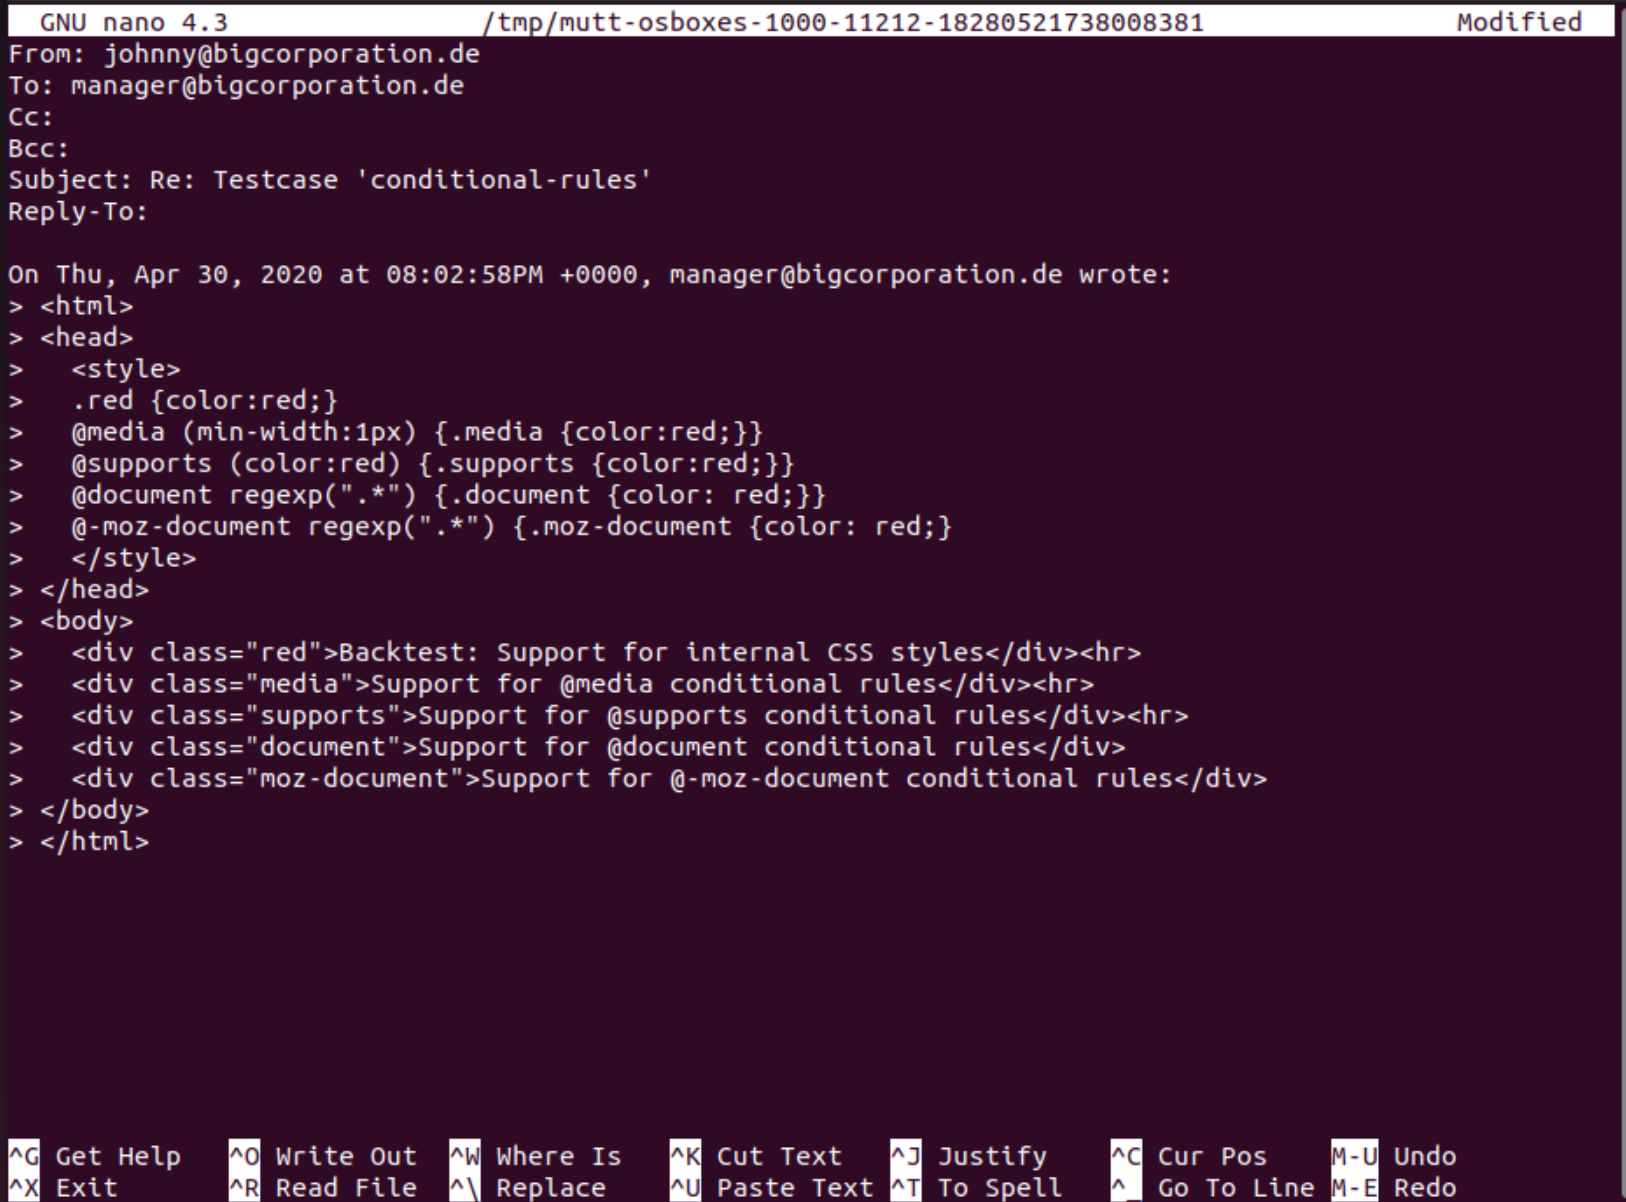 GNU nano 4.3 /tmp/mutt-osboxes-1000-11212-18280521738008381 Modified
From: johnny@bigcorporation.de
To: manager@bigcorporation.de
Cc:
Bcc:
Subject: Re: Testcase 'conditional-rules'
Reply-To:

On Thu, Apr 30, 2020 at 08:02:58PM +0000, manager@bigcorporation.de wrote:
> <html>
> <head>
>   <style>
>   .red {color:red;}
>   @media (min-width:1px) {.media {color:red;}}
>   @supports (color:red) {.supports {color:red;}}
>   @document regexp(".*") {.document {color: red;}}
>   @-moz-document regexp(".*") {.moz-document {color: red;}
>   </style>
> </head>
> <body>
>   <div class="red">Backtest: Support for internal CSS styles</div><hr>
>   <div class="media">Support for @media conditional rules</div><hr>
>   <div class="supports">Support for @supports conditional rules</div><hr>
>   <div class="document">Support for @document conditional rules</div>
>   <div class="moz-document">Support for @-moz-document conditional rules</div>
> </body>
> </html>

^G Get Help ^O Write Out ^W Where Is ^K Cut Text ^J Justify ^C Cur Pos M-U Undo
^X Exit ^R Read File ^\ Replace ^U Paste Text ^T To Spell ^_ Go To Line M-E Redo